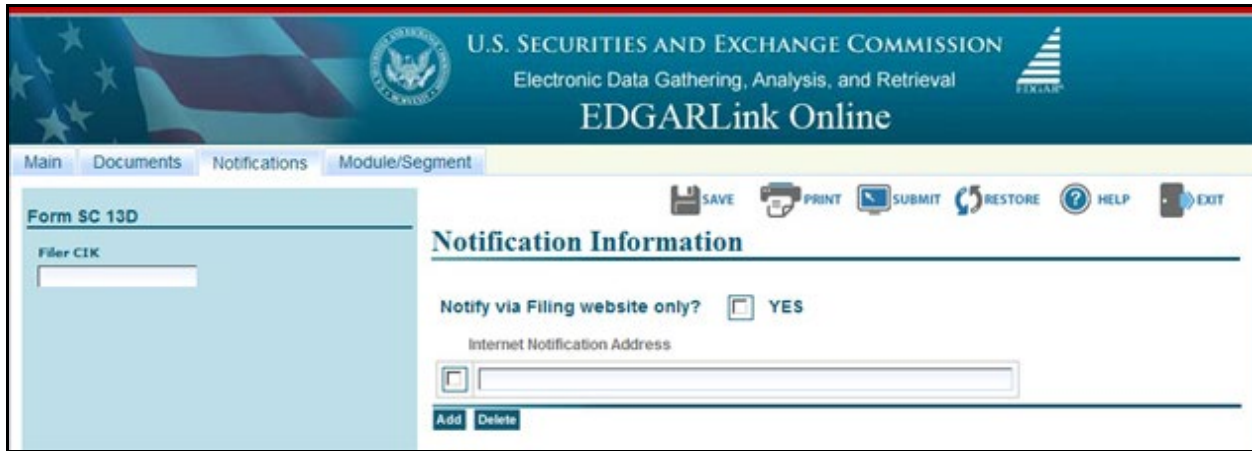 U.S. SECURITIES AND EXCHANGE COMMISSION
Electronic Data Gathering, Analysis, and Retrieval
EDGAR®
EDGARLink Online
Main Documents Notifications Module/Segment
SAVE PRINT SUBMIT RESTORE HELP EXIT
Form SC 13D
Filer CIK
Notification Information
Notify via Filing website only? YES
Internet Notification Address
Add Delete